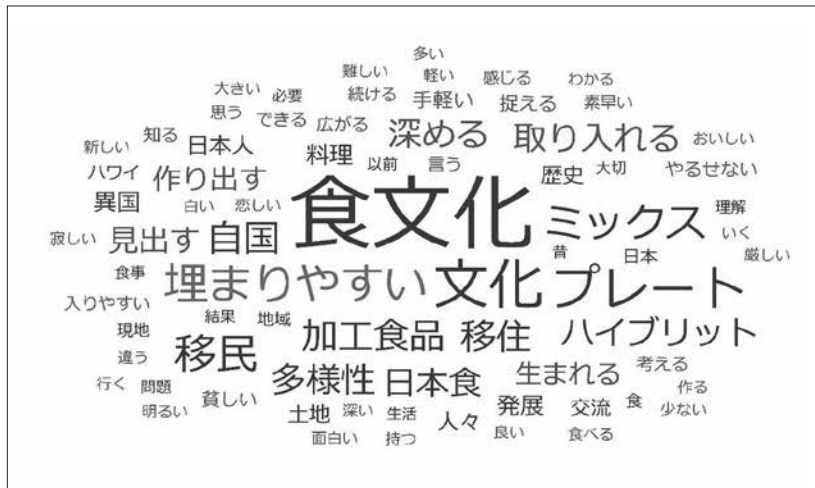 多い
難しい 軽い 感じる わかる
大きい 必要 続ける 手軽い 捉える 素早い
思う できる 広がる 深める 取り入れる おいしい
新しい 知る 日本人 料理 以前 言う 歴史 大切 やるせない
ハワイ 作り出す 食文化 ミックス 理解
異国 白い 恋しい いく
寂しい 見出す 自国 昔 日本 厳しい
食事 埋まりやすい 文化 プレート
入りやすい 結果 地域
現地 移民 加工食品 移住 ハイブリット
違う 多様性 日本食 生まれる 考える
行く 問題 貧しい 発展 交流 食 作る
明るい 土地 深い 生活 人々 少ない
面白い 持つ 良い 食べる